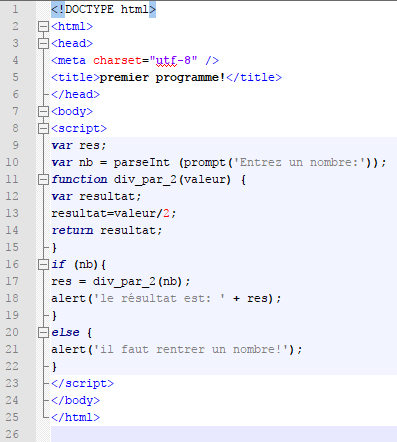 1 <!DOCTYPE html>
2 <html>
3 <head>
4 <meta charset="utf-8" />
5 <title>premier programme!</title>
6 </head>
7 <body>
8 <script>
9 var res;
10 var nb = parseInt (prompt('Entrez un nombre:'));
11 function div_par_2(valeur) {
12 var resultat;
13 resultat=valeur/2;
14 return resultat;
15 }
16 if (nb){
17 res = div_par_2(nb);
18 alert('le résultat est: ' + res);
19 }
20 else {
21 alert('il faut rentrer un nombre!');
22 }
23 </script>
24 </body>
25 </html>
26